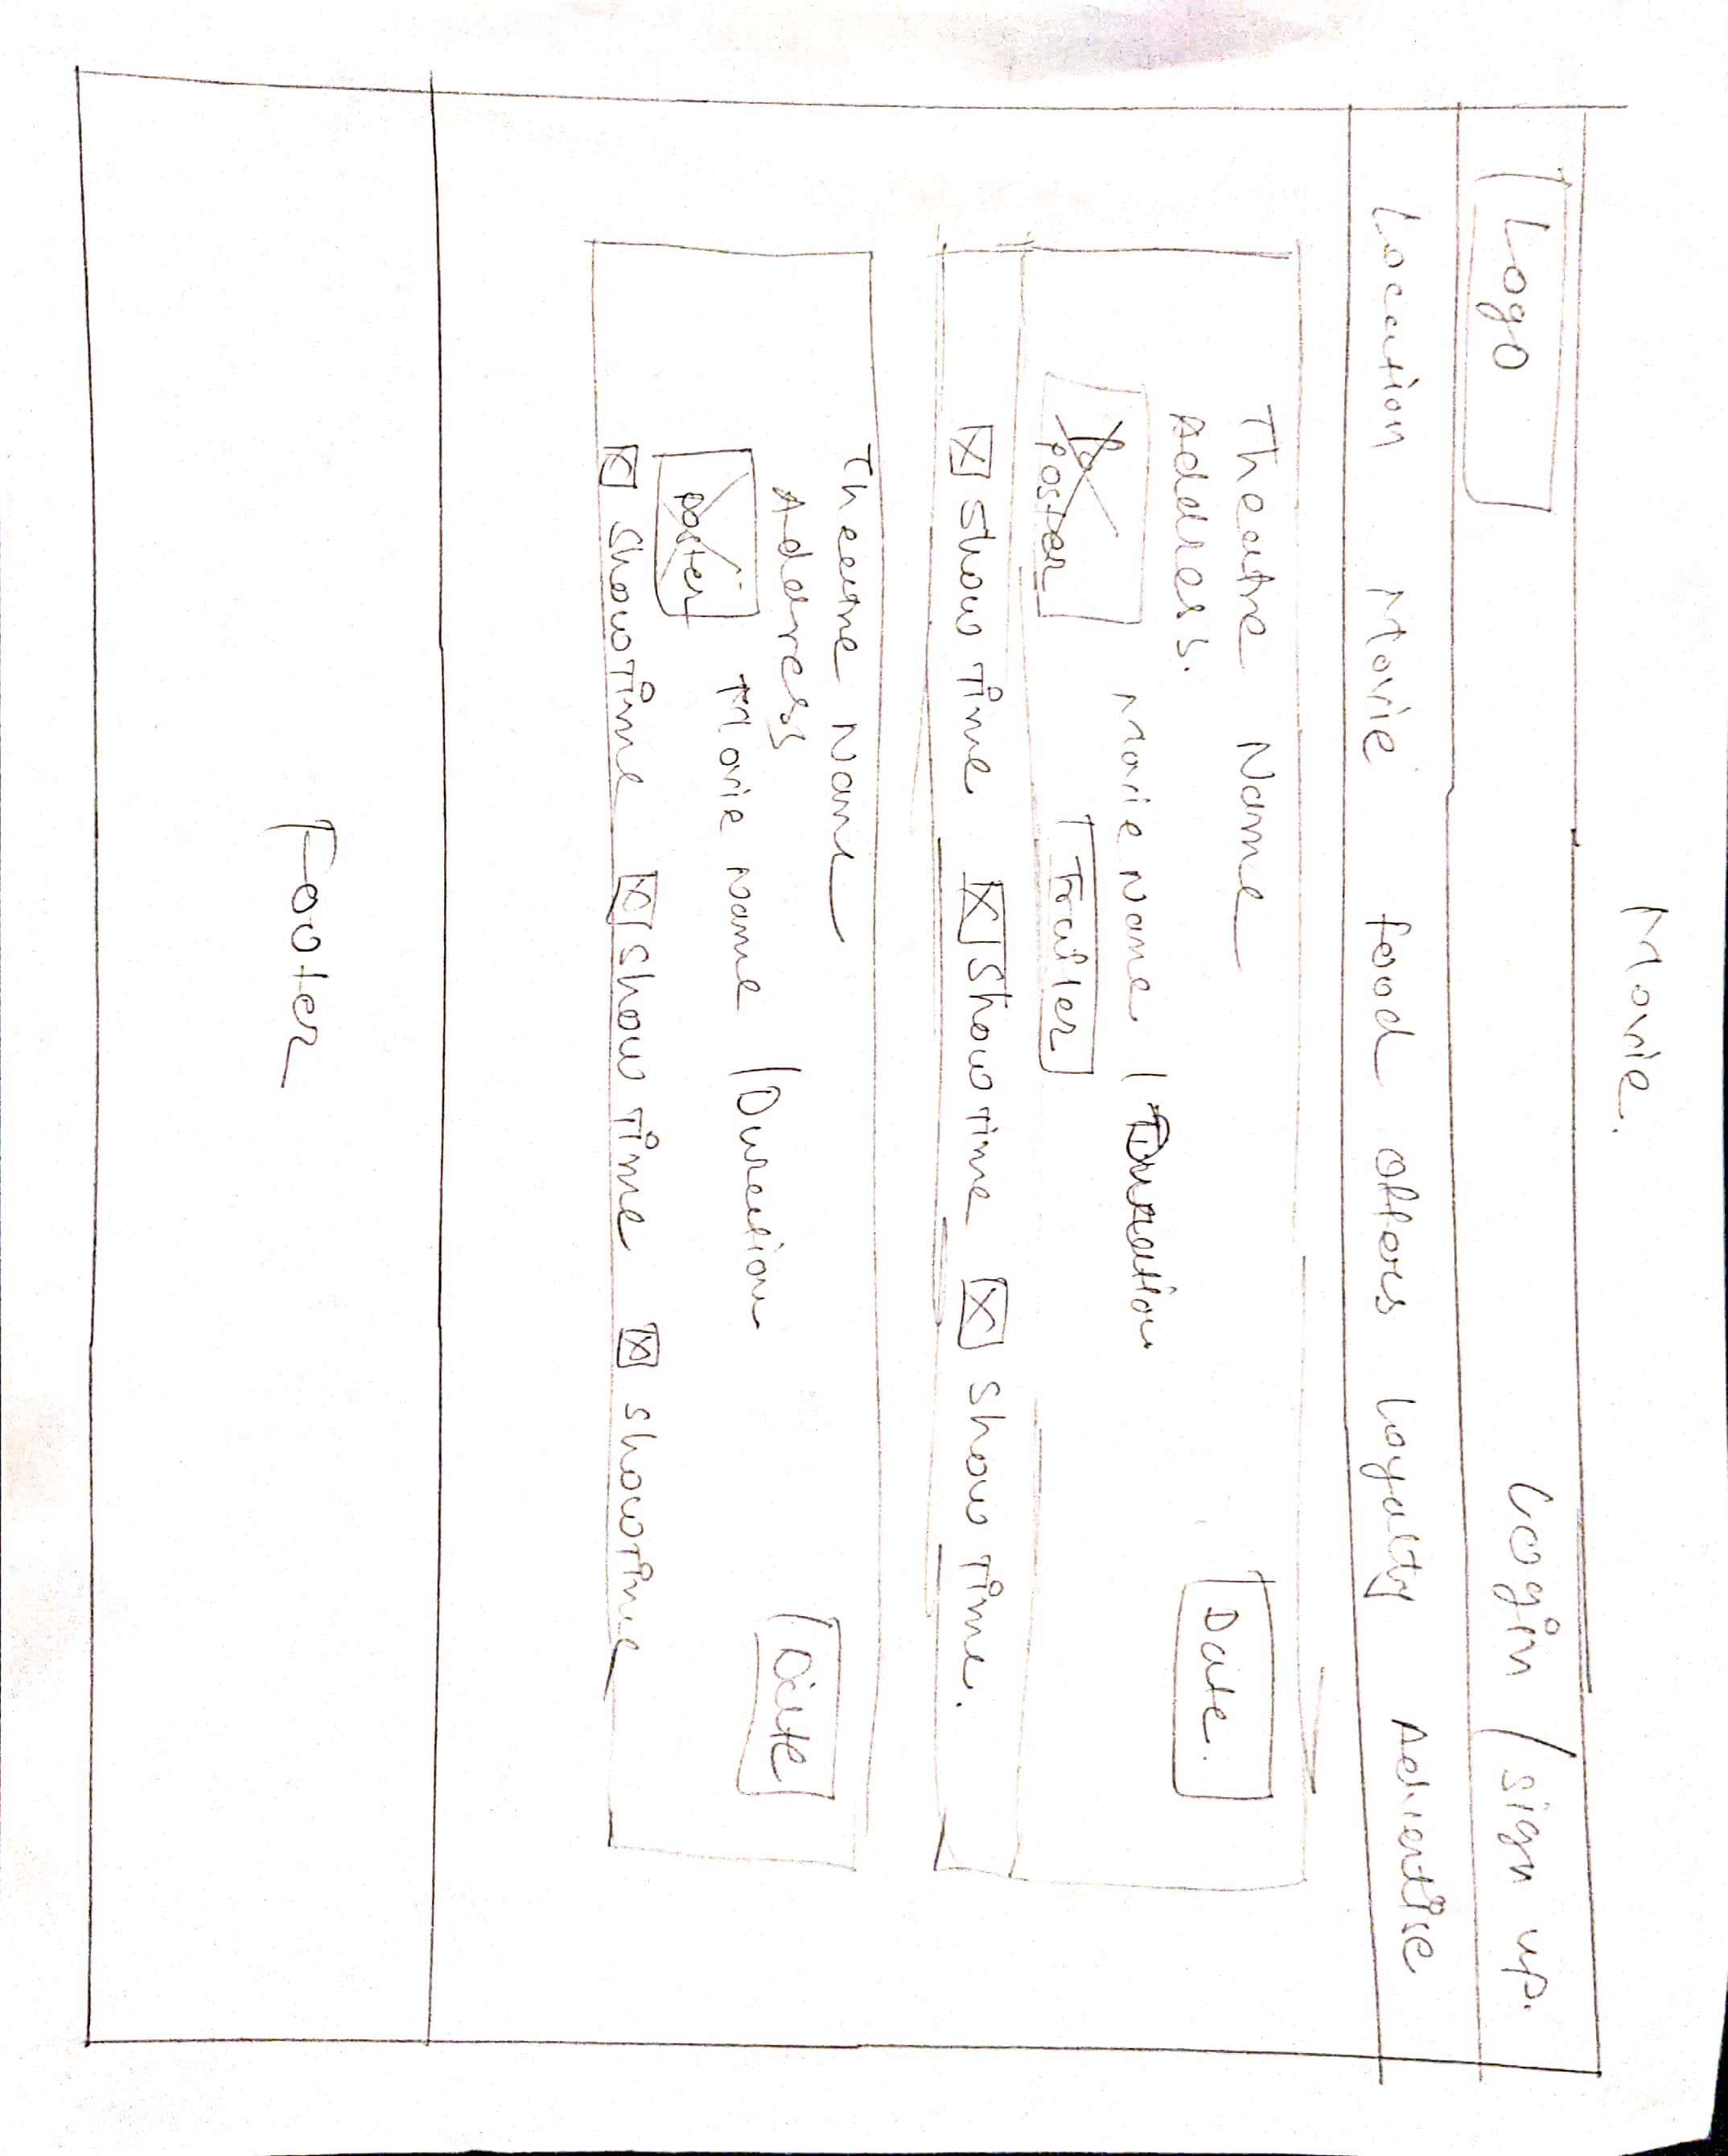 Movie.
Logo Login / Sign up.
Location Movie food offers Loyalty Advertise
Theatre Name
Address. Date.
Movie Name | Duration
Poster Trailer
Show Time Show Time Show Time.
Theatre Name
Address Date
Movie Name / Duration
Poster
Show Time Show Time Show Time
Footer